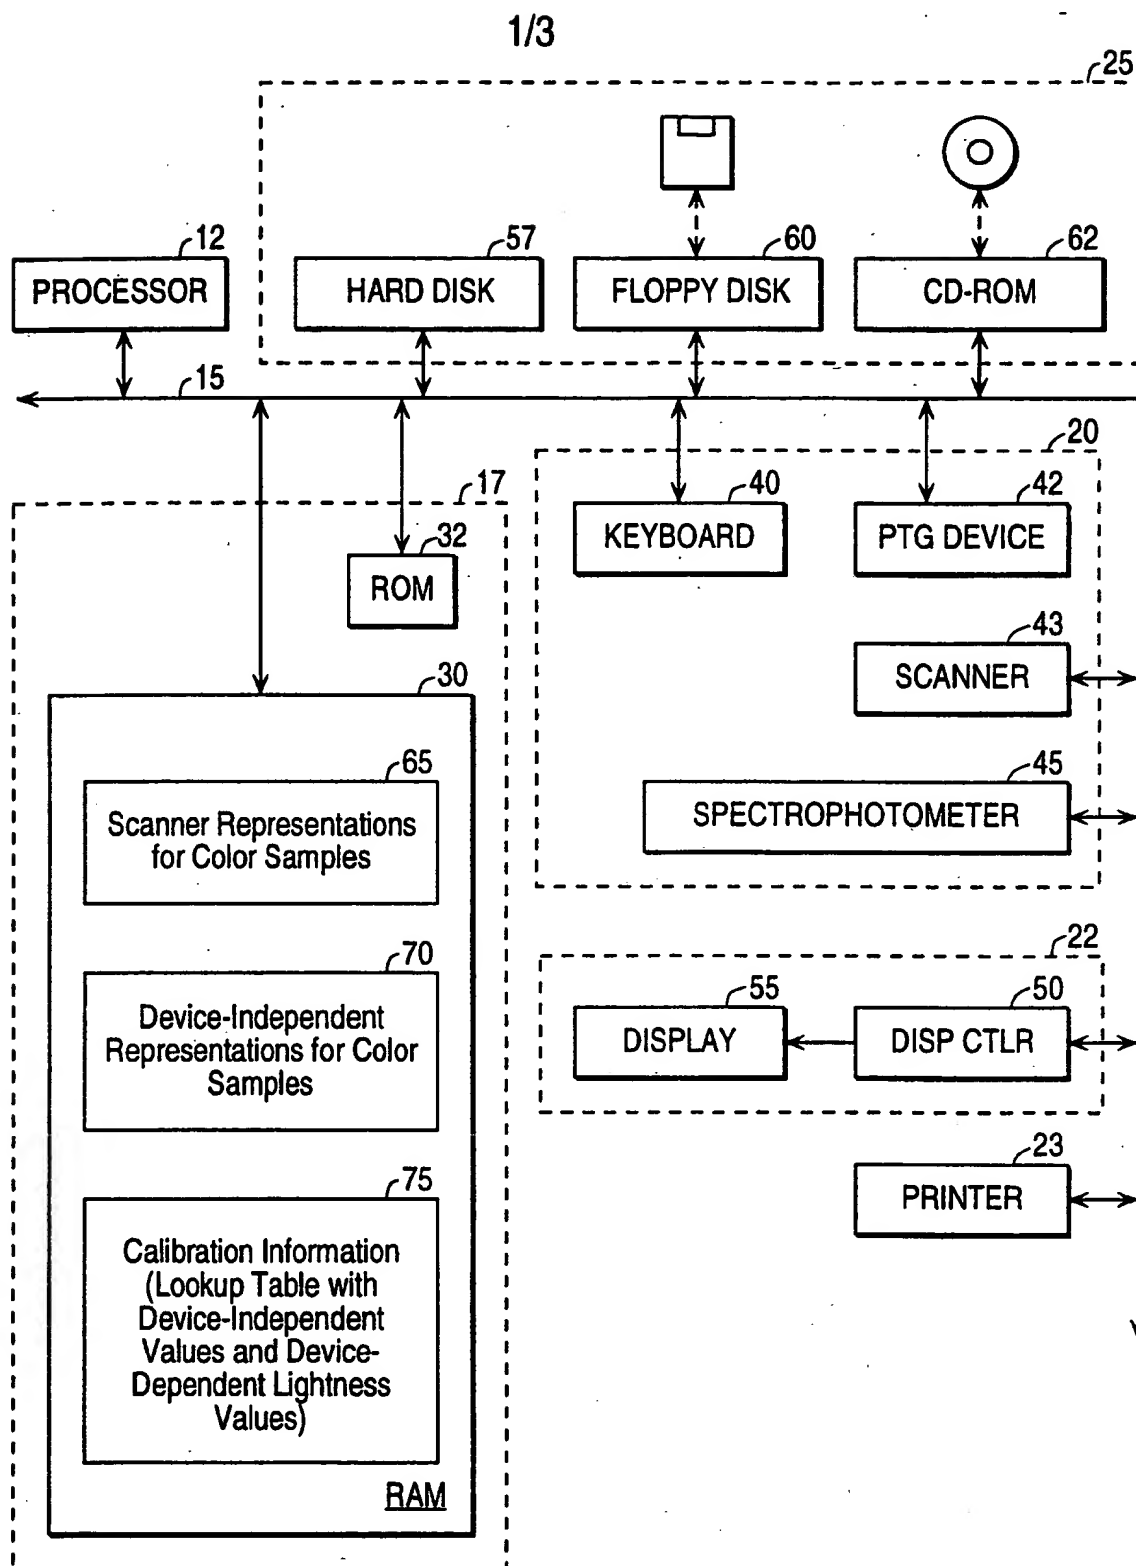 1/3
25
12
PROCESSOR
57
HARD DISK
60
FLOPPY DISK
62
CD-ROM
15
20
17
32
ROM
40
KEYBOARD
42
PTG DEVICE
43
SCANNER
45
SPECTROPHOTOMETER
30
65
Scanner Representations
for Color Samples
70
Device-Independent
Representations for Color
Samples
75
Calibration Information
(Lookup Table with
Device-Independent
Values and Device-
Dependent Lightness
Values)
RAM
22
55
DISPLAY
50
DISP CTLR
23
PRINTER